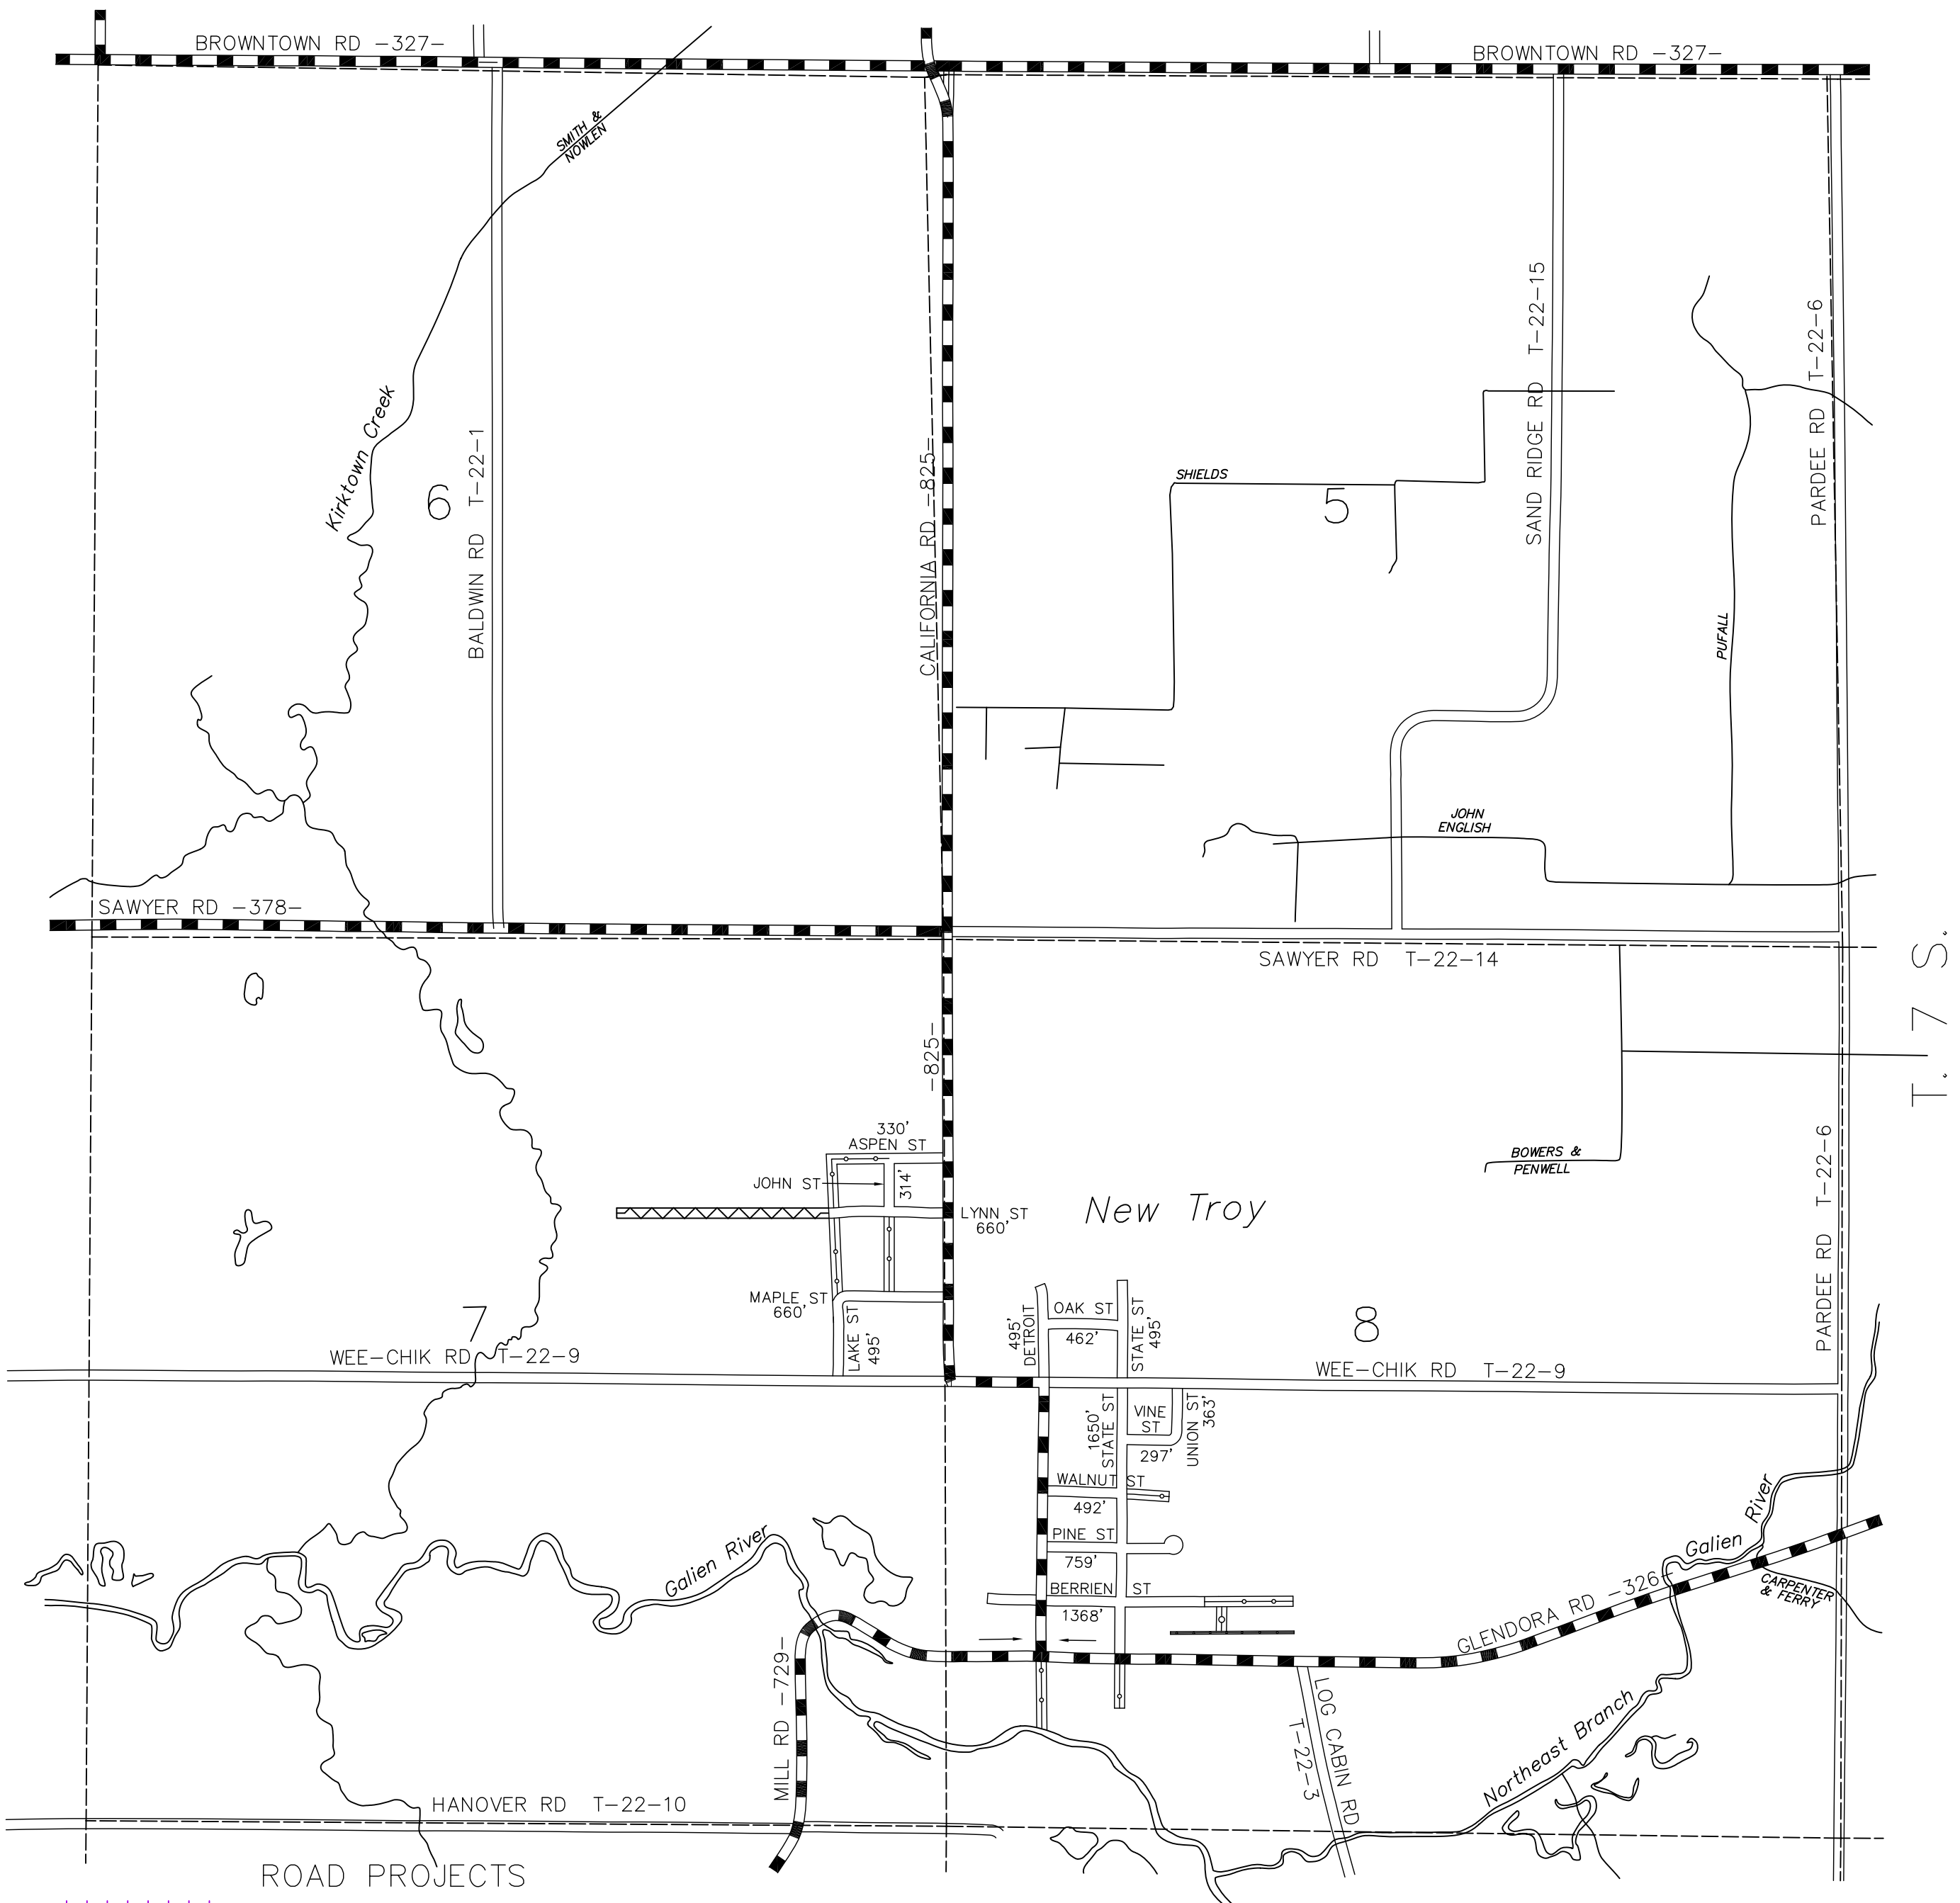 BROWNTOWN RD -327-
BROWNTOWN RD -327-
SMITH &
NOWLEN
Kirktown Creek
6
BALDWIN RD T-22-1
CALIFORNIA RD -825-
SHIELDS
5
SAND RIDGE RD T-22-15
PARDEE RD T-22-6
PUFALL
JOHN
ENGLISH
SAWYER RD -378-
SAWYER RD T-22-14
T. 7 S.
-825-
330'
ASPEN ST
JOHN ST
314'
LYNN ST
660'
New Troy
BOWERS &
PENWELL
PARDEE RD T-22-6
MAPLE ST
660'
LAKE ST
495'
7
495'
DETROIT
OAK ST
462'
STATE ST
495'
8
WEE-CHIK RD T-22-9
WEE-CHIK RD T-22-9
1650'
STATE ST
VINE
ST
297'
UNION ST
363'
WALNUT ST
492'
PINE ST
759'
BERRIEN ST
1368'
Galien River
Galien River
CARPENTER
& FERRY
GLENDORA RD -326-
MILL RD -729-
LOG CABIN RD
T-22-3
Northeast Branch
HANOVER RD T-22-10
ROAD PROJECTS